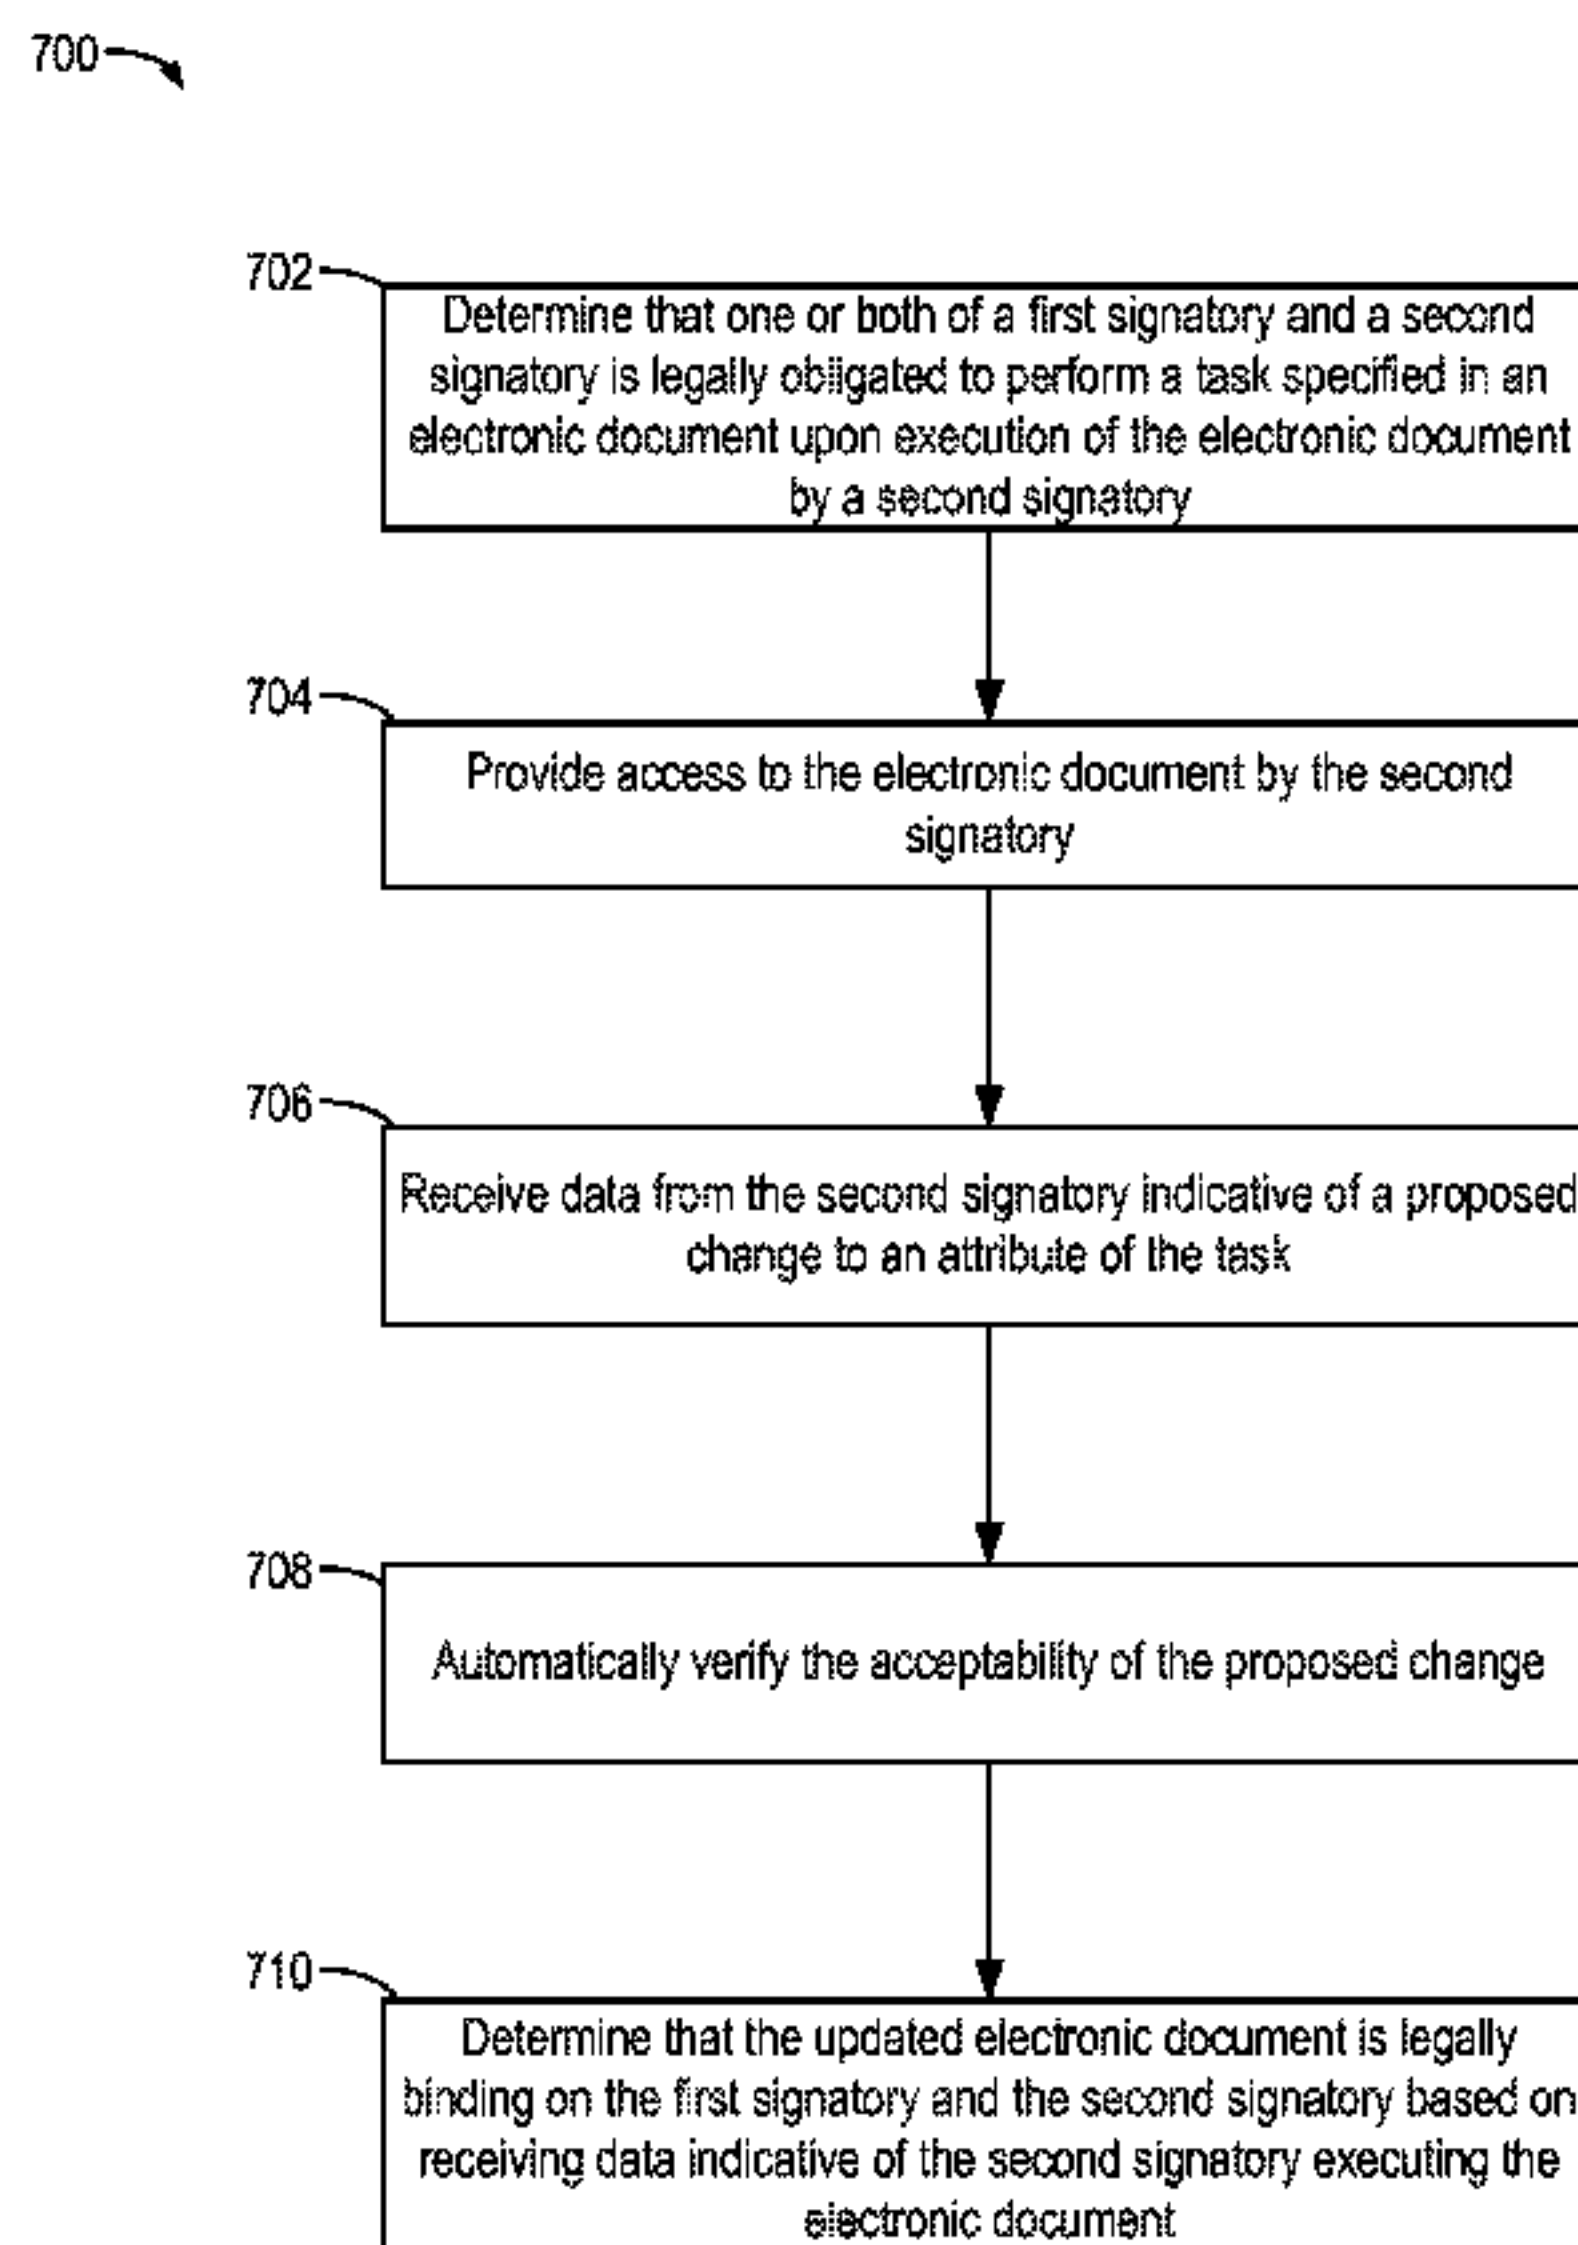 700
702
Determine that one or both of a first signatory and a second
signatory is legally obligated to perform a task specified in an
electronic document upon execution of the electronic document
by a second signatory
704
Provide access to the electronic document by the second
signatory
706
Receive data from the second signatory indicative of a proposed
change to an attribute of the task
708
Automatically verify the acceptability of the proposed change
710
Determine that the updated electronic document is legally
binding on the first signatory and the second signatory based on
receiving data indicative of the second signatory executing the
electronic document